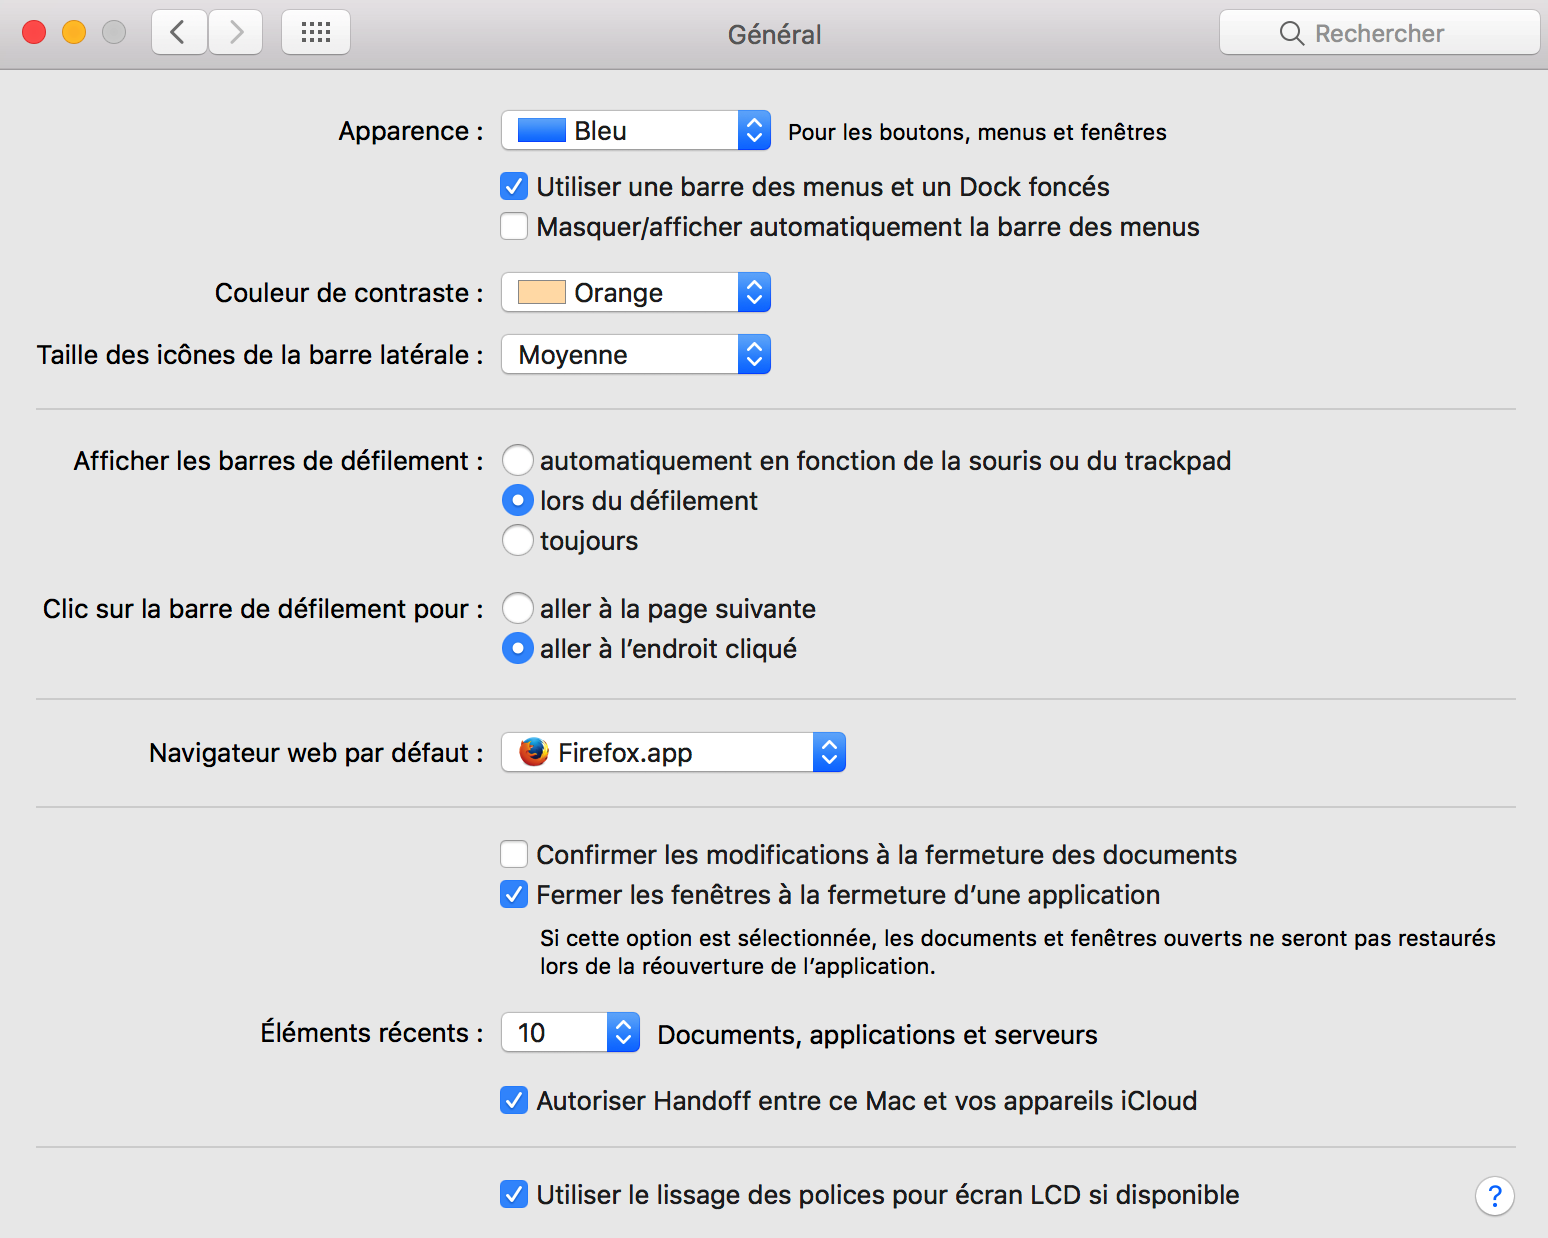 Général
Rechercher
Apparence : Bleu Pour les boutons, menus et fenêtres
Utiliser une barre des menus et un Dock foncés
Masquer/afficher automatiquement la barre des menus
Couleur de contraste : Orange
Taille des icônes de la barre latérale : Moyenne
Afficher les barres de défilement : automatiquement en fonction de la souris ou du trackpad
lors du défilement
toujours
Clic sur la barre de défilement pour : aller à la page suivante
aller à l’endroit cliqué
Navigateur web par défaut : Firefox.app
Confirmer les modifications à la fermeture des documents
Fermer les fenêtres à la fermeture d’une application
Si cette option est sélectionnée, les documents et fenêtres ouverts ne seront pas restaurés
lors de la réouverture de l’application.
Éléments récents : 10 Documents, applications et serveurs
Autoriser Handoff entre ce Mac et vos appareils iCloud
Utiliser le lissage des polices pour écran LCD si disponible
?